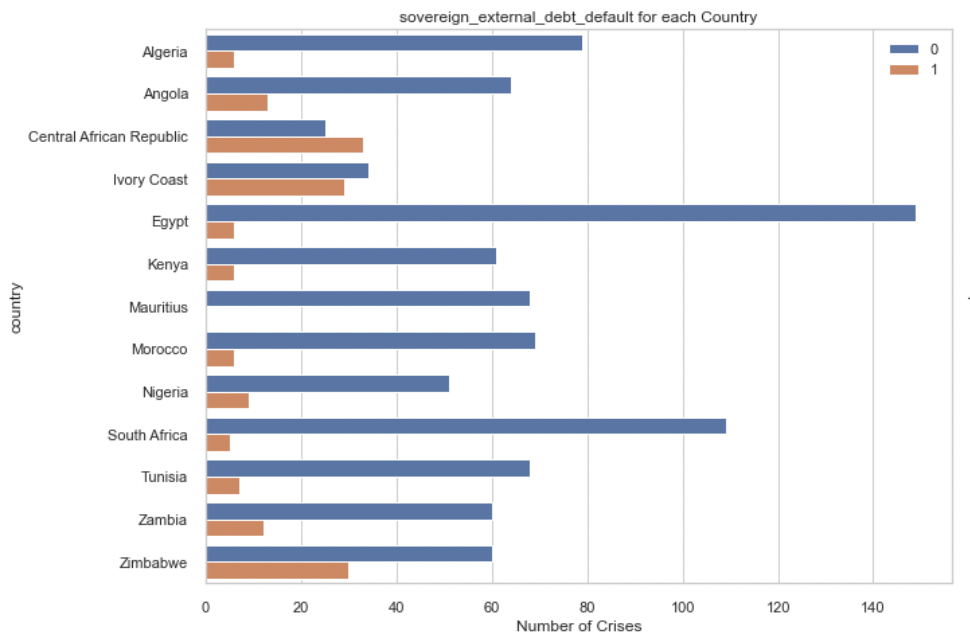 sovereign_external_debt_default for each Country
0
1
Algeria
Angola
Central African Republic
Ivory Coast
Egypt
Kenya
Mauritius
Morocco
Nigeria
South Africa
Tunisia
Zambia
Zimbabwe
country
0 20 40 60 80 100 120 140
Number of Crises